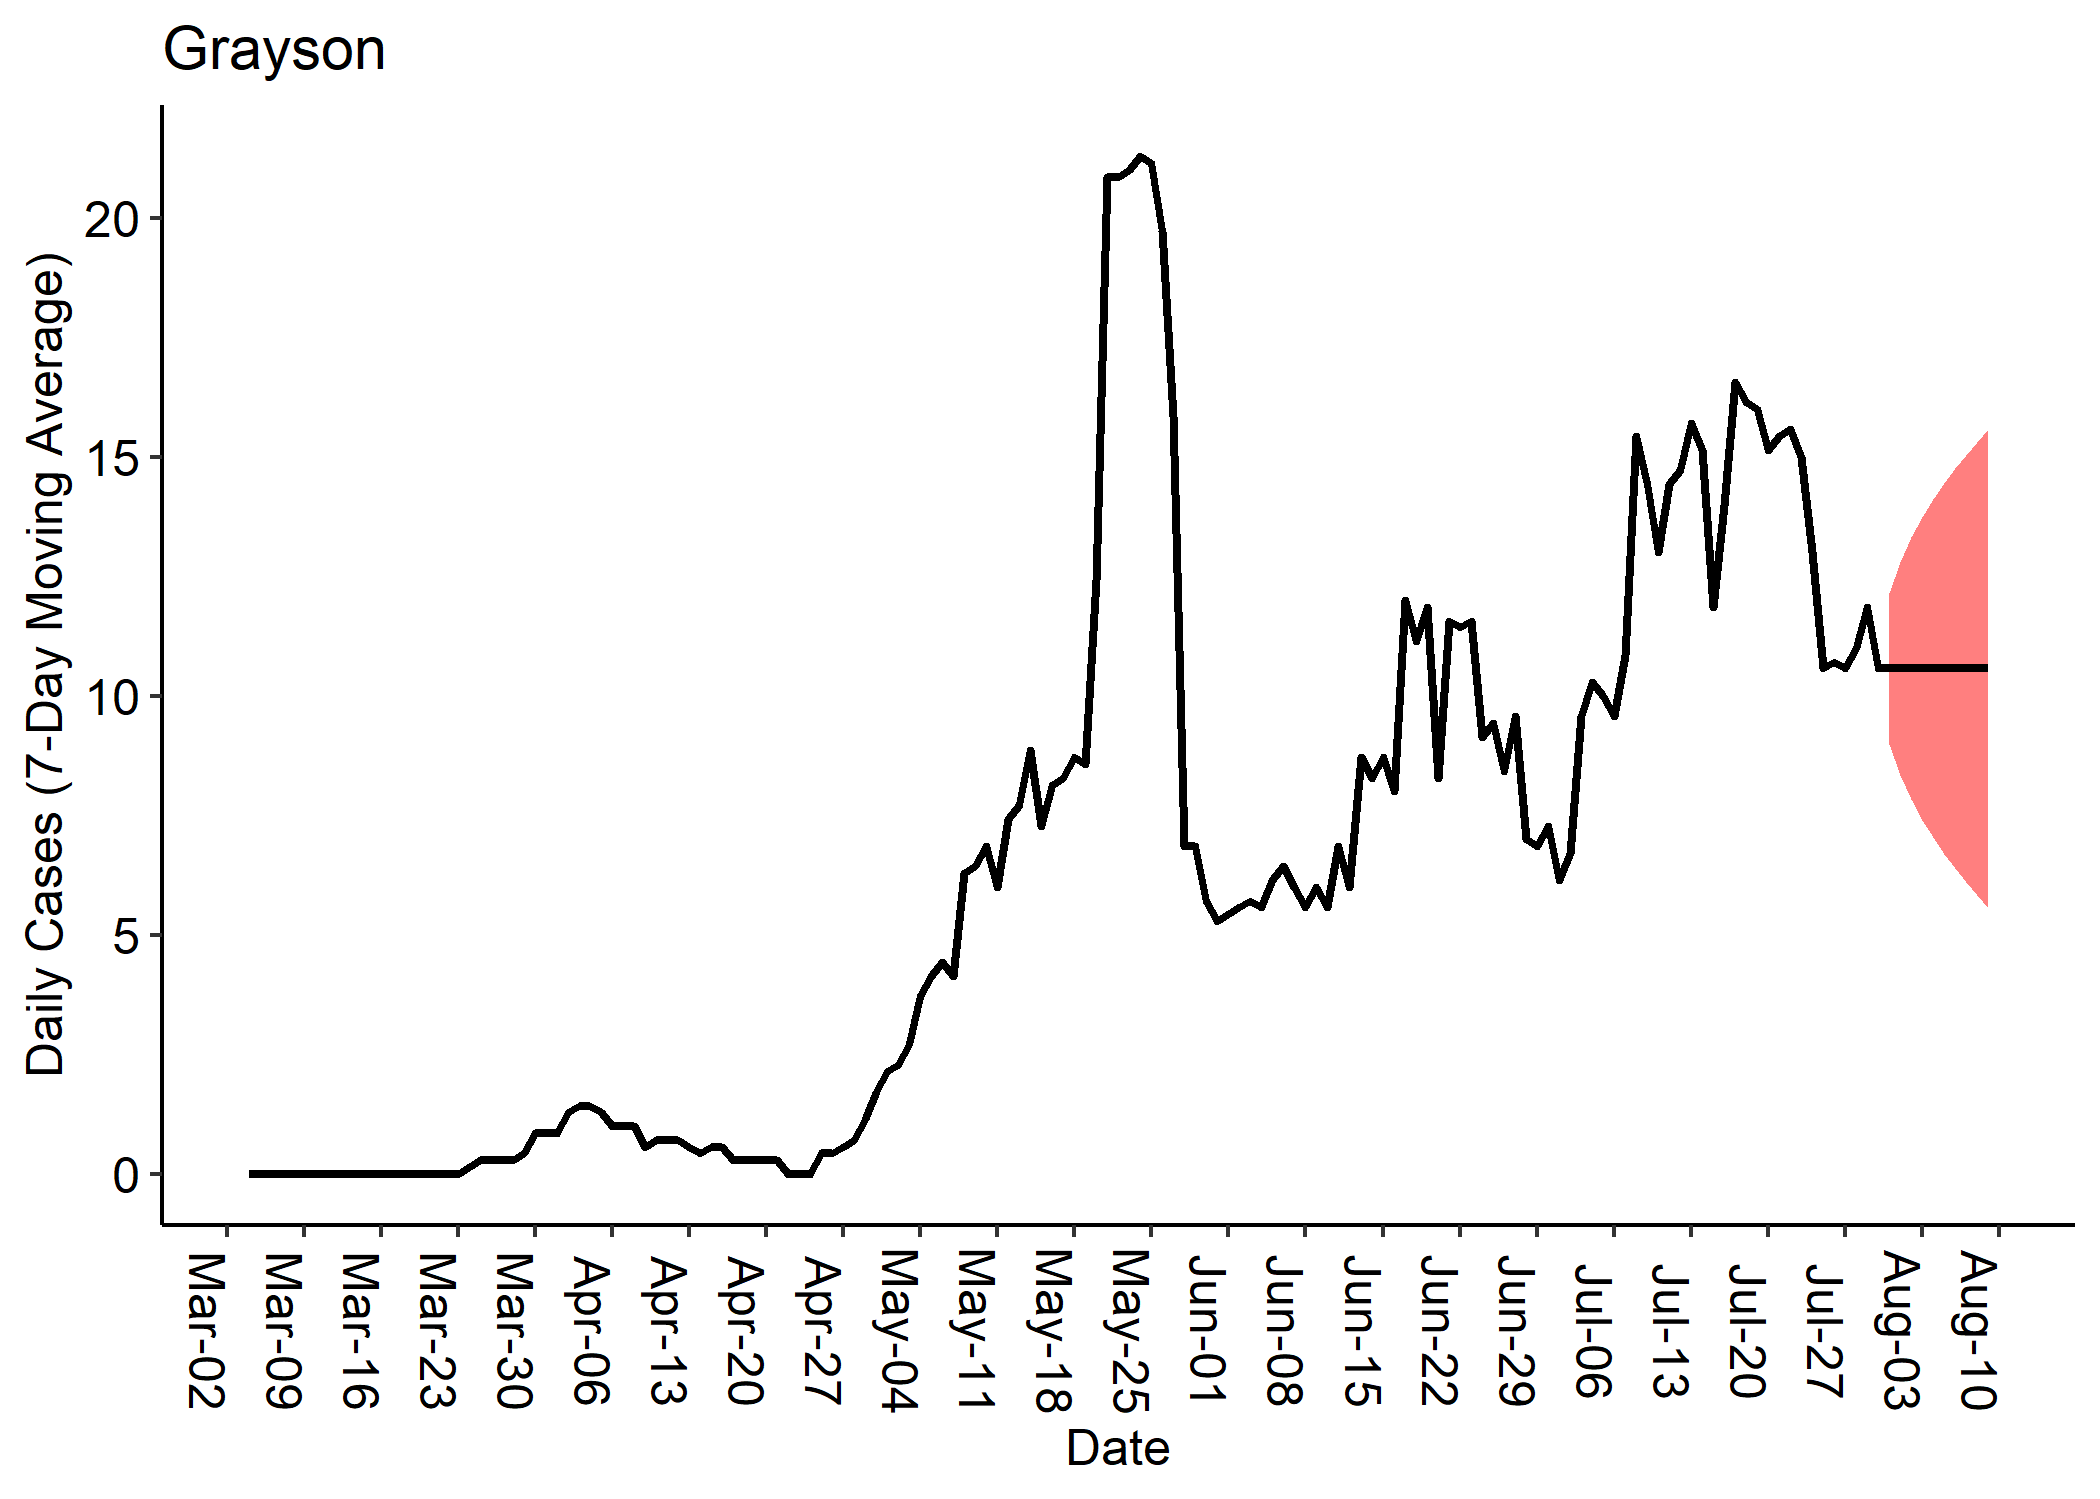 Grayson
Daily Cases (7-Day Moving Average)
20
15
10
5
0
Mar-02
Mar-09
Mar-16
Mar-23
Mar-30
Apr-06
Apr-13
Apr-20
Apr-27
May-04
May-11
May-18
May-25
Jun-01
Jun-08
Jun-15
Jun-22
Jun-29
Jul-06
Jul-13
Jul-20
Jul-27
Aug-03
Aug-10
Date